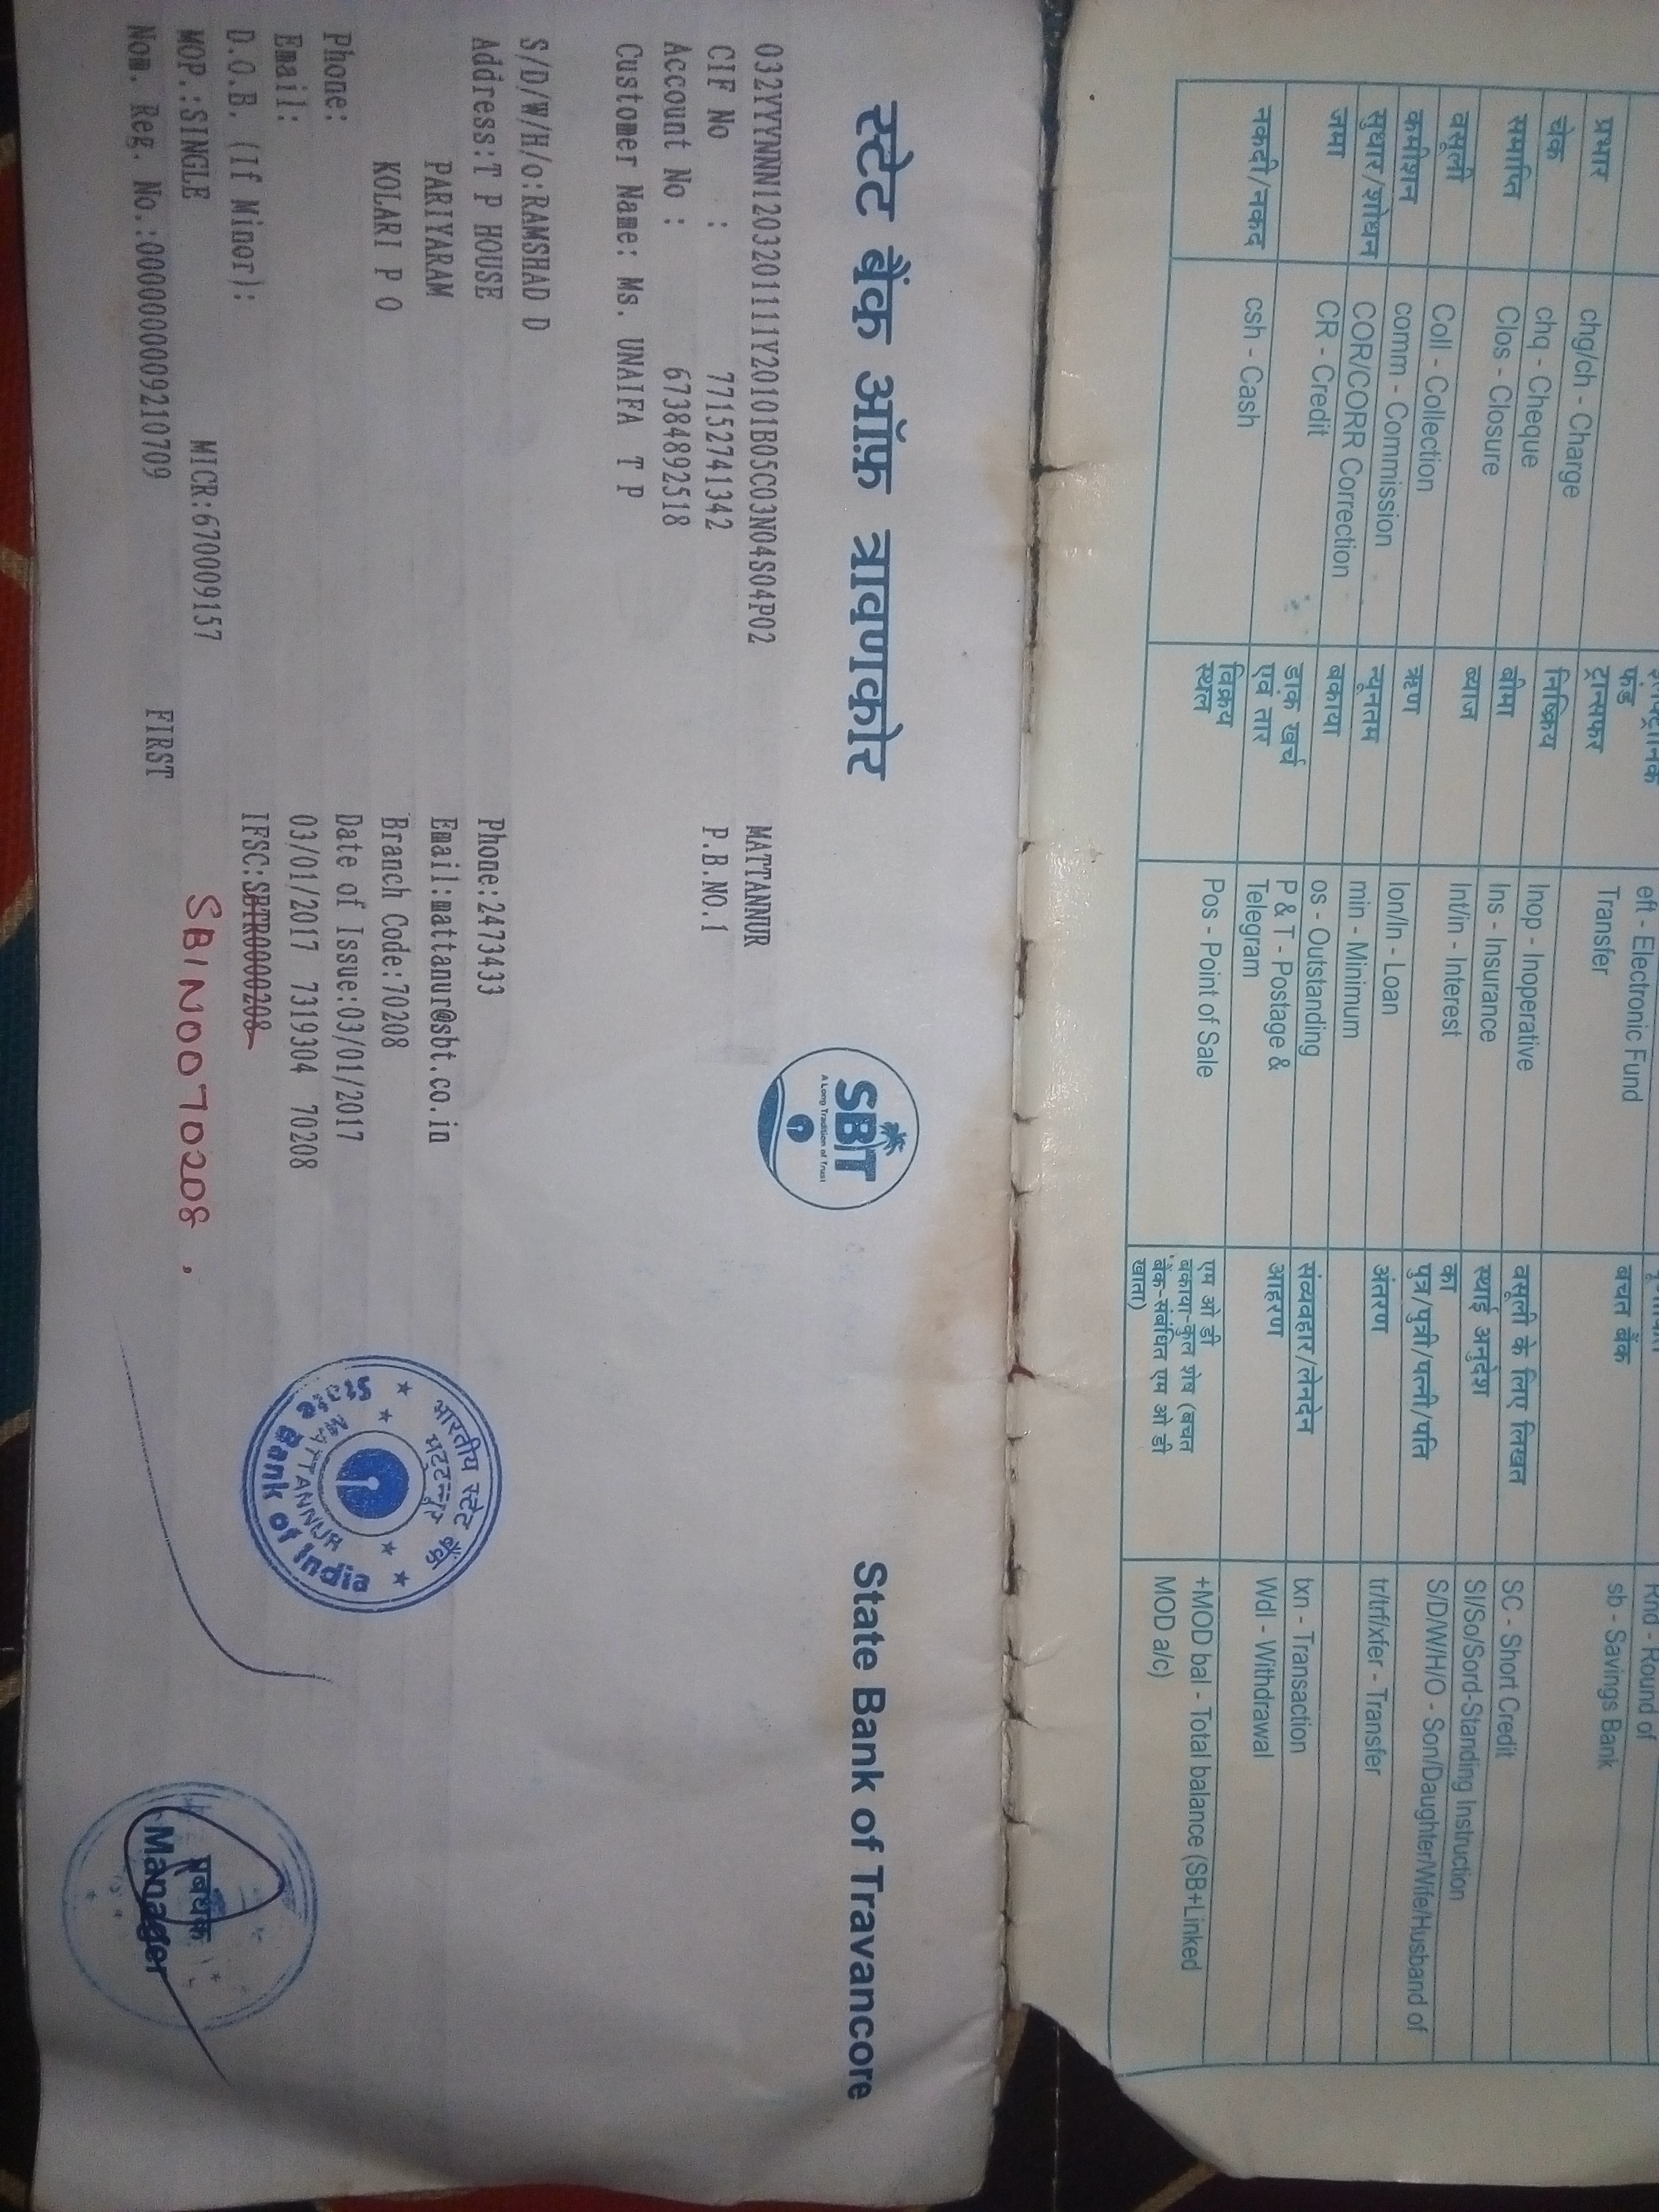 इलैक्ट्रॉनिक फंड ट्रान्सफर
eft - Electronic Fund Transfer
Rnd - Round of
प्रभार
chg/ch - Charge
बचत बैंक
sb - Savings Bank
चेक
chq - Cheque
निष्क्रिय
Inop - Inoperative
समाप्ति
Clos - Closure
बीमा
Ins - Insurance
वसूली के लिए लिखत
SC - Short Credit
वसूली
Coll - Collection
ब्याज
Int/in - Interest
स्थाई अनुदेश
SI/So/Sord-Standing Instruction
कमीशन
comm - Commission
ऋण
lon/ln - Loan
का पुत्र/पुत्री/पत्नी/पति
S/D/W/H/O - Son/Daughter/Wife/Husband of
सुधार/शोधन
COR/CORR Correction
न्यूनतम
min - Minimum
अंतरण
tr/trf/xfer - Transfer
जमा
CR - Credit
बकाया
os - Outstanding
नकदी/नकद
csh - Cash
डाक खर्च एवं तार
P & T - Postage & Telegram
संव्यवहार/लेनदेन
txn - Transaction
आहरण
Wdl - Withdrawal
विक्रय स्थल
Pos - Point of Sale
एम ओ डी बकाया-कुल शेष (बचत बैंक-संबंधित एम ओ डी खाता)
+MOD bal - Total balance (SB+Linked MOD a/c)
स्टेट बैंक ऑफ़ त्रावणकोर
SBT
A Long Tradition of Trust
State Bank of Travancore
032YYYNNN1203201111Y20101B05C03N04S04P02 MATTANNUR
CIF No : 77152741342 P.B.NO.1
Account No : 67384892518
Customer Name: Ms. UNAIFA T P
S/D/W/H/o:RAMSHAD D
Address:T P HOUSE Phone:2473433
PARIYARAM Email:mattanur@sbt.co.in
KOLARI P O Branch Code:70208
Phone: Date of Issue:03/01/2017
Email: 03/01/2017 7319304 70208
D.O.B. (If Minor): IFSC:SBTR0000208
MOP.:SINGLE MICR:670009157 SBIN0070208.
Nom. Reg. No.:00000000009210709 FIRST
भारतीय स्टेट बैंक
मट्टन्नूर
MATTANNUR
State Bank of India
प्रबंधक
Manager